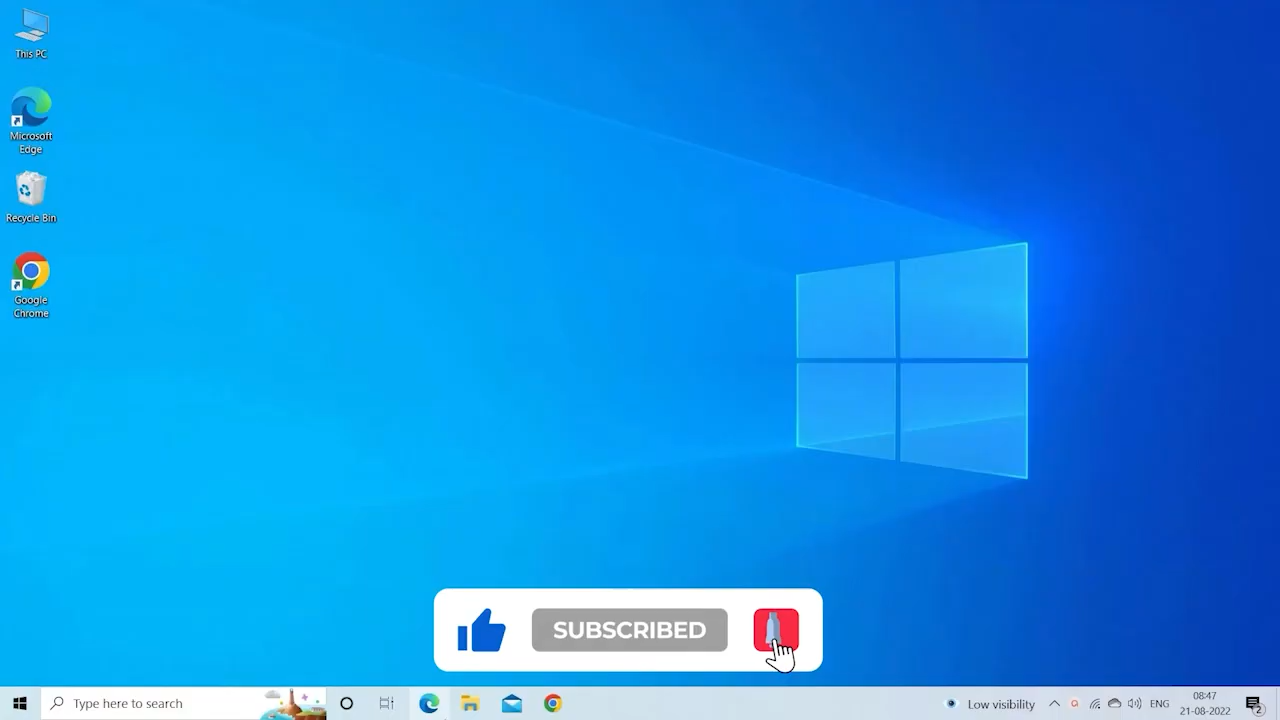 This PC
Microsoft
Edge
Recycle Bin
Google
Chrome
SUBSCRIBED
Type here to search
Low visibility
ENG
08:47
21-08-2022
2